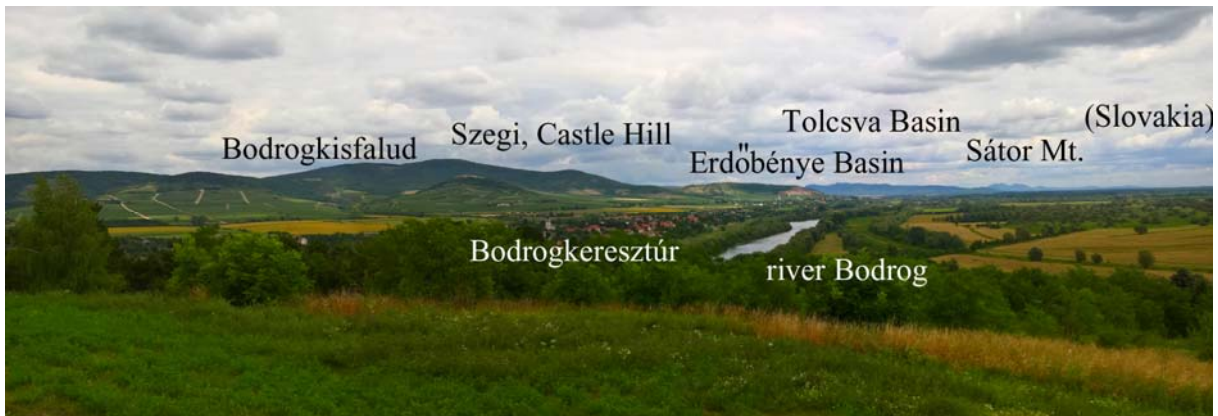 Bodrogkisfalud
Szegi, Castle Hill
Erdőbénye Basin
Tolcsva Basin
Sátor Mt.
(Slovakia)
Bodrogkeresztúr
river Bodrog